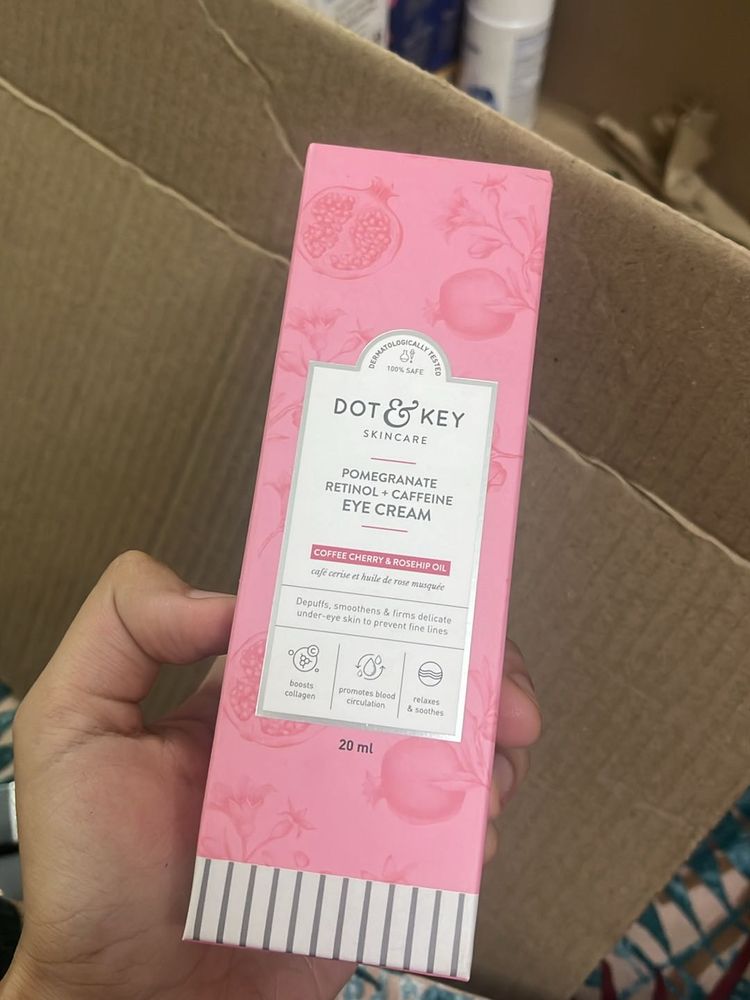 DERMATOLOGICALLY TESTED
100% SAFE
DOT & KEY
SKINCARE
POMEGRANATE
RETINOL + CAFFEINE
EYE CREAM
COFFEE CHERRY & ROSEHIP OIL
café cerise et huile de rose musquée
Depuffs, smoothens & firms delicate
under-eye skin to prevent fine lines
C
boosts
collagen
promotes blood
circulation
relaxes
& soothes
20 ml